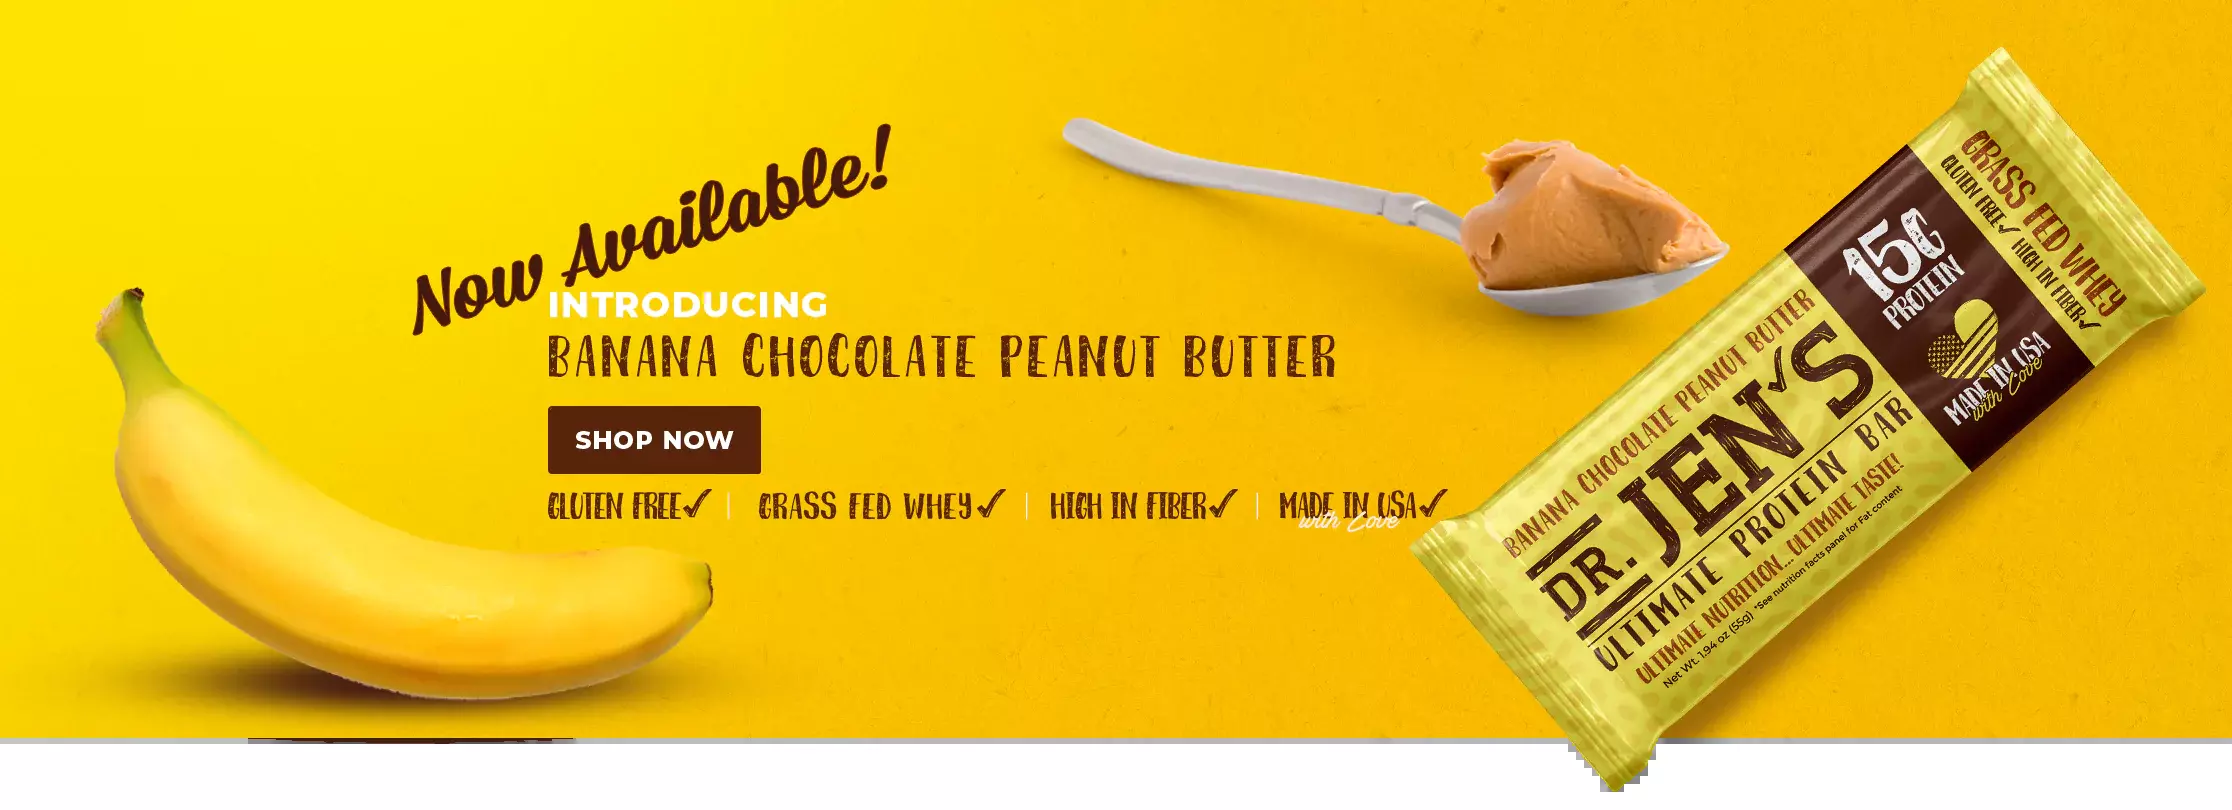 Now Available!
INTRODUCING
BANANA CHOCOLATE PEANUT BUTTER
SHOP NOW
GLUTEN FREE✓ | GRASS FED WHEY✓ | HIGH IN FIBER✓ | MADE IN USA✓
with Love
BANANA CHOCOLATE PEANUT BUTTER
DR. JEN'S
ULTIMATE PROTEIN BAR
ULTIMATE NUTRITION... ULTIMATE TASTE!
Net Wt. 1.94 oz (55g) *See nutrition facts panel for Fat content
15G
PROTEIN
MADE IN USA
with Love
GRASS FED WHEY
GLUTEN FREE✓ HIGH IN FIBER✓